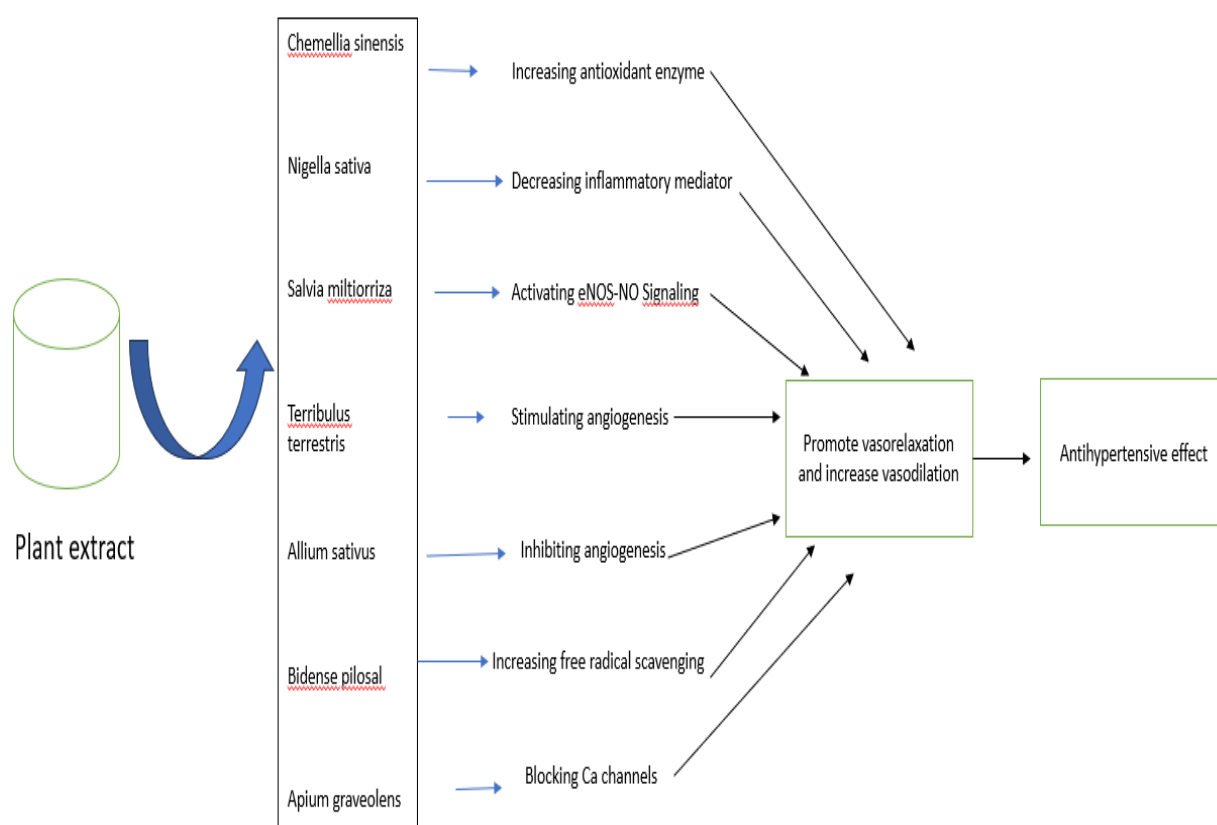 Chemellia sinensis
Increasing antioxidant enzyme
Nigella sativa
Decreasing inflammatory mediator
Salvia miltiorriza
Activating eNOS-NO Signaling
Terribulus
terrestris
Stimulating angiogenesis
Promote vasorelaxation
and increase vasodilation
Antihypertensive effect
Plant extract
Allium sativus
Inhibiting angiogenesis
Bidense pilosal
Increasing free radical scavenging
Apium graveolens
Blocking Ca channels